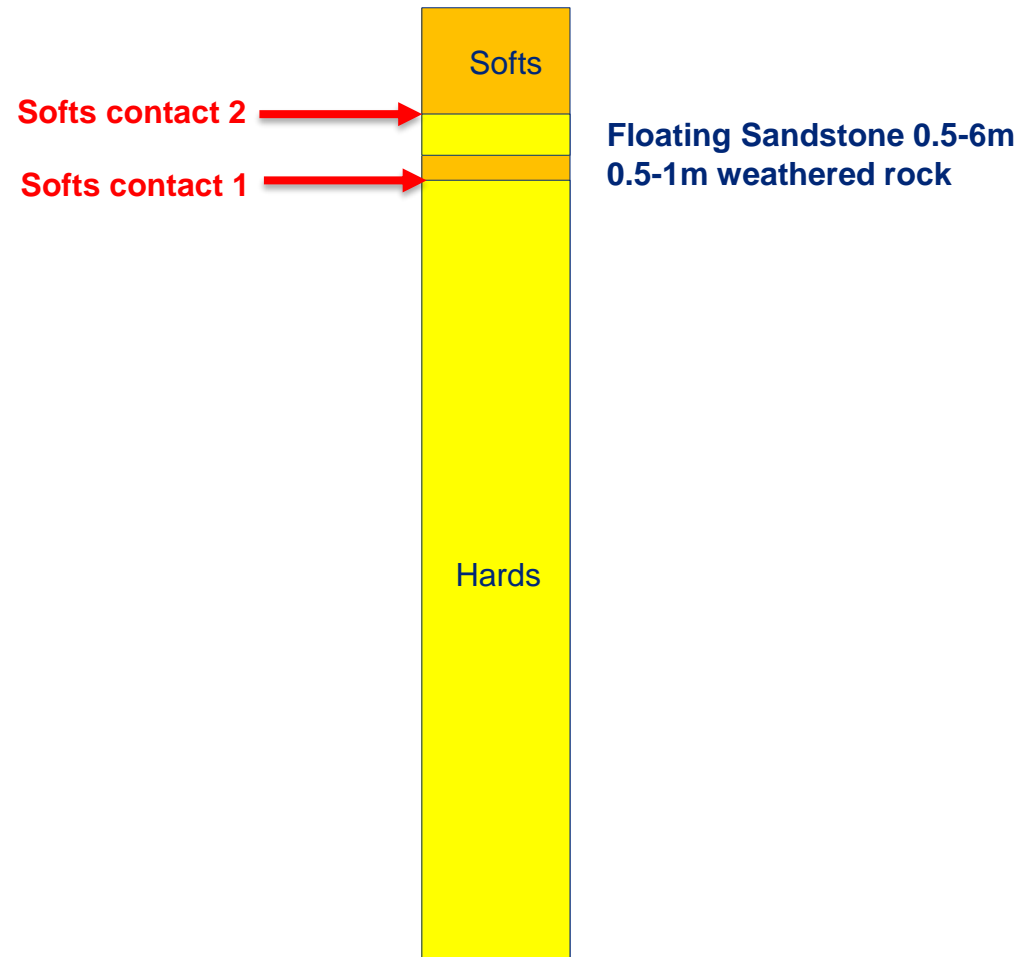 Softs
Softs contact 2
Floating Sandstone 0.5-6m
0.5-1m weathered rock
Softs contact 1
Hards